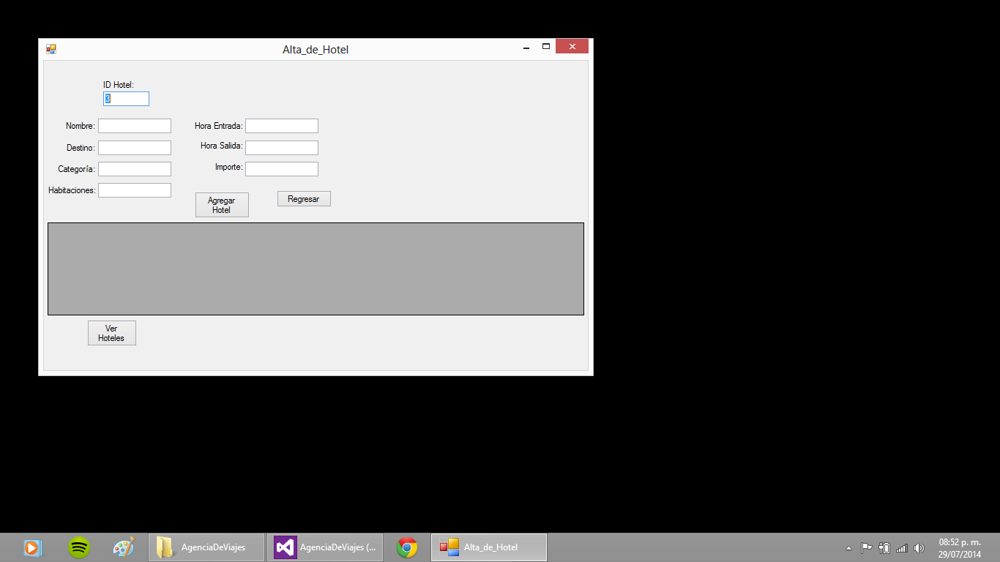 Alta_de_Hotel
ID Hotel:
3
Nombre:
Hora Entrada:
Destino:
Hora Salida:
Categoría:
Importe:
Habitaciones:
Agregar
Hotel
Regresar
Ver
Hoteles
AgenciaDeViajes
AgenciaDeViajes (...
Alta_de_Hotel
08:52 p. m.
29/07/2014